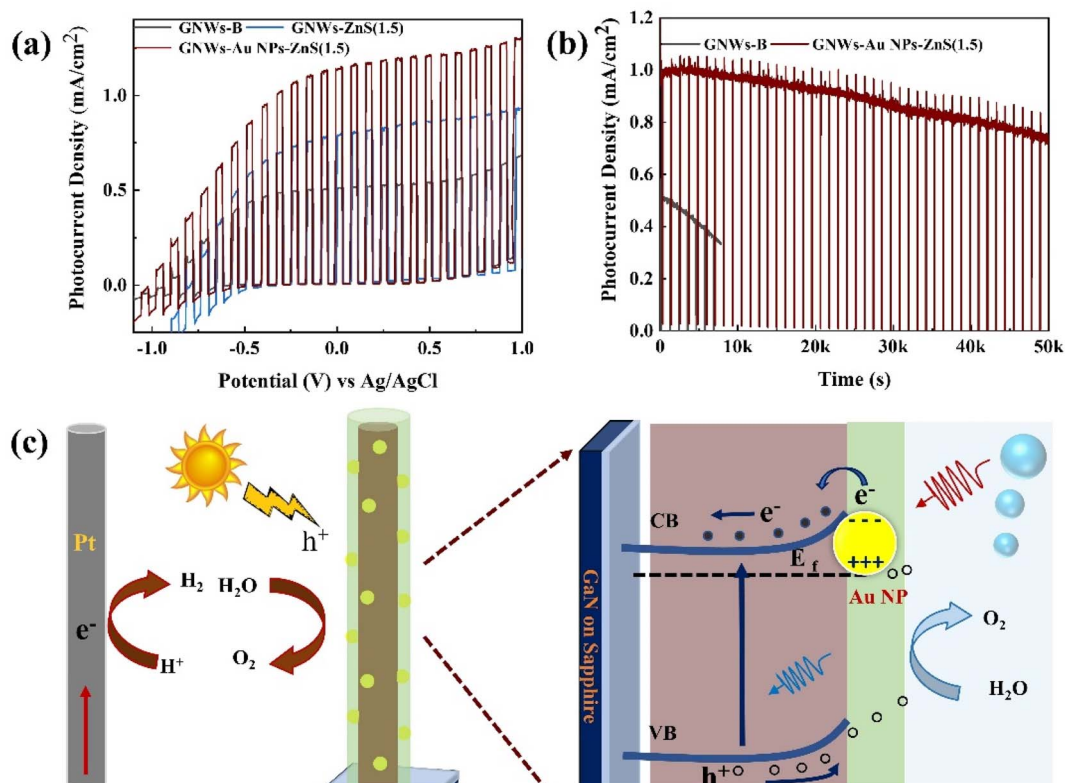 (a)
GNWs-B
GNWs-ZnS(1.5)
GNWs-Au NPs-ZnS(1.5)
Photocurrent Density (mA/cm²)
1.0
0.5
0.0
-1.0
-0.5
0.0
0.5
1.0
Potential (V) vs Ag/AgCl
(b)
GNWs-B
GNWs-Au NPs-ZnS(1.5)
Photocurrent Density (mA/cm²)
1.2
1.0
0.8
0.6
0.4
0.2
0.0
0
10k
20k
30k
40k
50k
Time (s)
(c)
Pt
e⁻
H₂
H⁺
H₂O
O₂
h⁺
GaN on Sapphire
CB
e⁻
e⁻
- - -
+++
E f
Au NP
VB
h⁺
O₂
H₂O